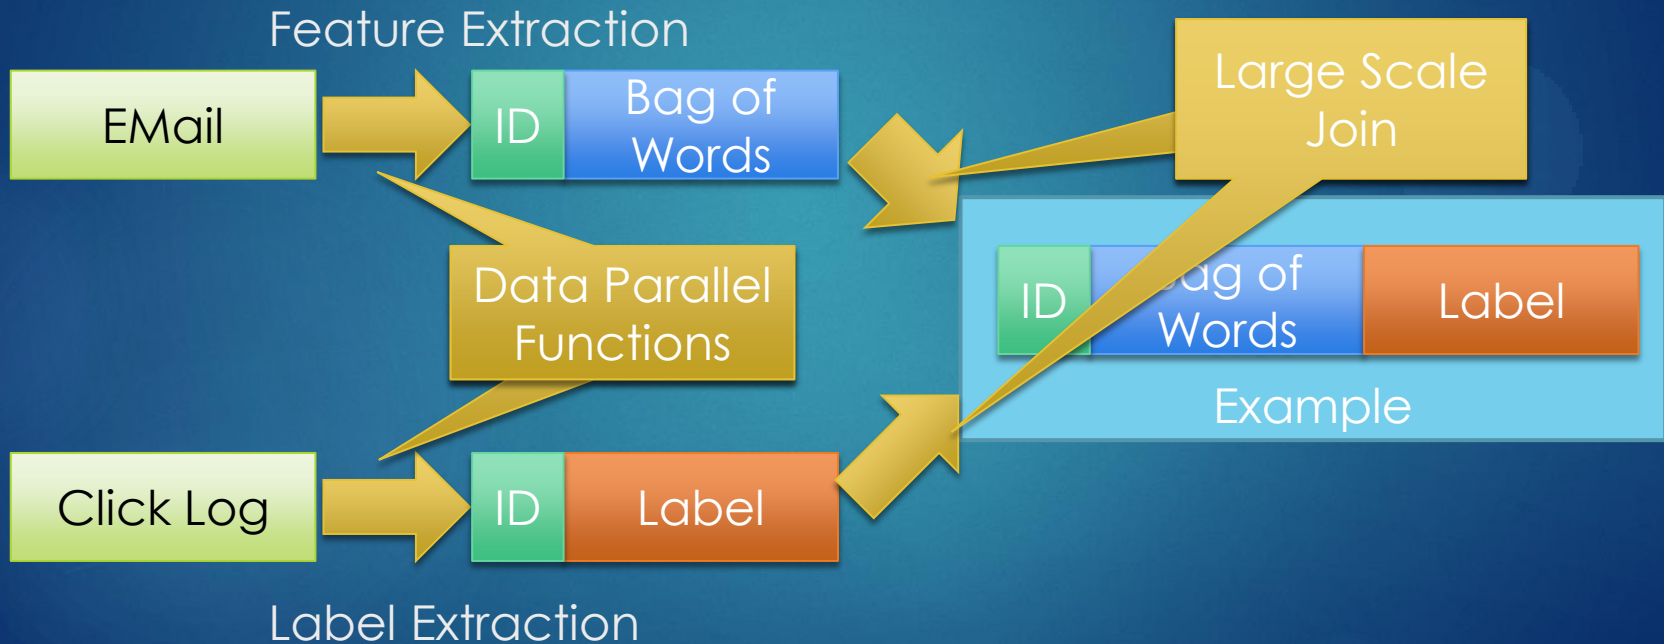 Feature Extraction
EMail
ID
Bag of
Words
Large Scale
Join
Data Parallel
Functions
ID
ag of
Words
Label
Example
Click Log
ID
Label
Label Extraction